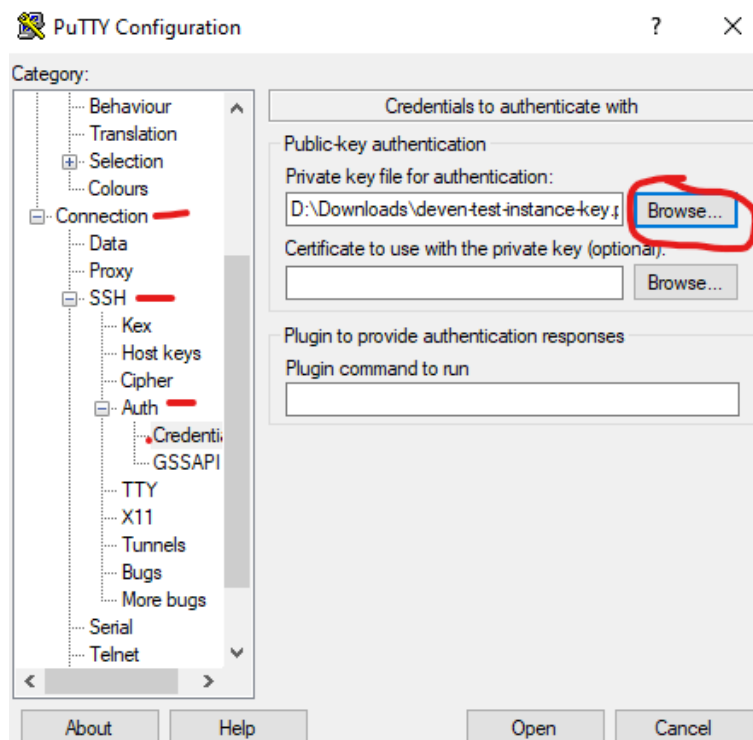 PuTTY Configuration
?
Category:
Behaviour
Translation
Selection
Colours
Connection
Data
Proxy
SSH
Kex
Host keys
Cipher
Auth
Credentia
GSSAPI
TTY
X11
Tunnels
Bugs
More bugs
Serial
Telnet
Credentials to authenticate with
Public-key authentication
Private key file for authentication:
D:\Downloads\deven-test-instance-key.p Browse...
Certificate to use with the private key (optional):
Browse...
Plugin to provide authentication responses
Plugin command to run
About Help Open Cancel